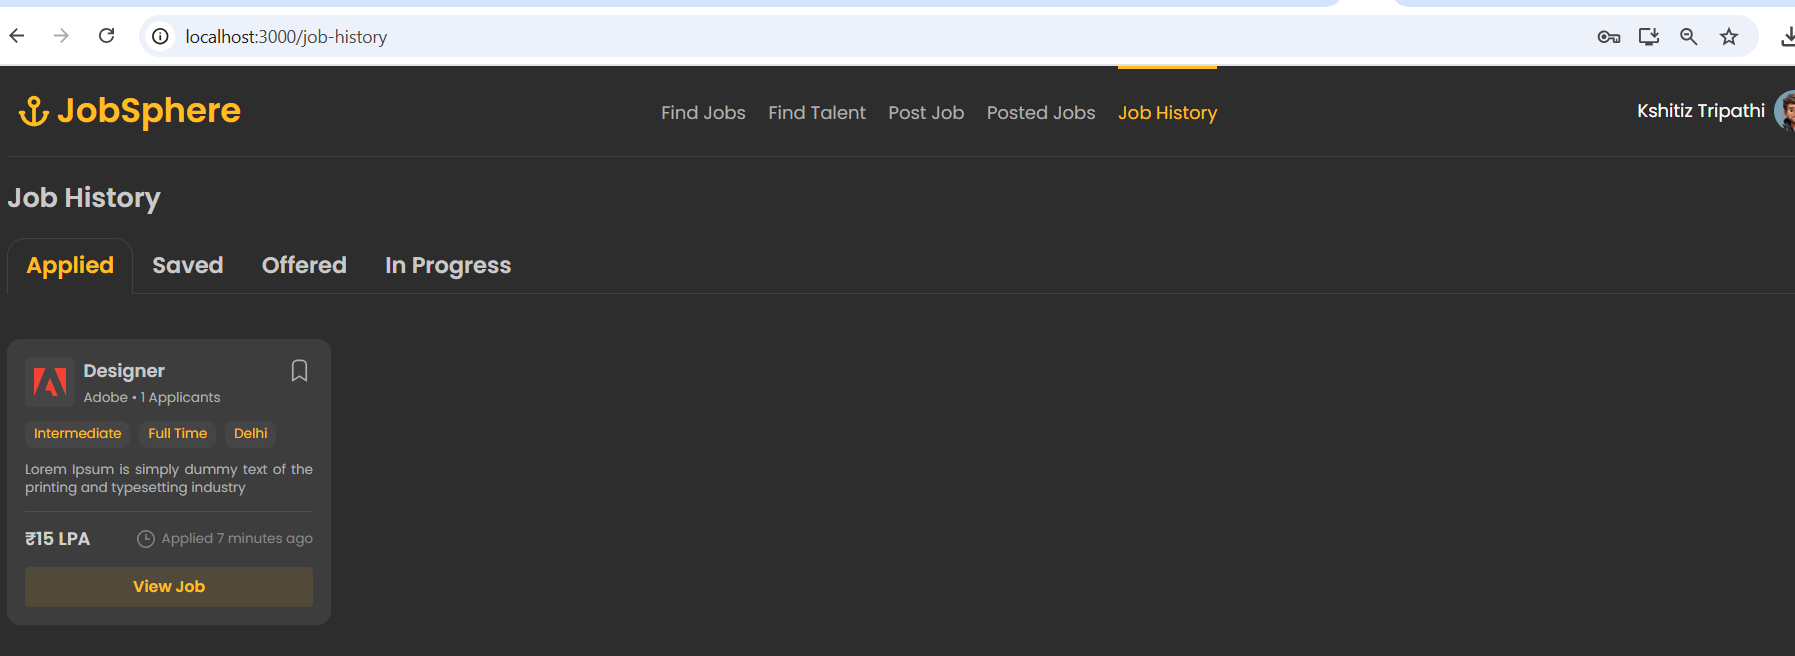 localhost:3000/job-history
JobSphere
Find Jobs Find Talent Post Job Posted Jobs Job History
Kshitiz Tripathi
Job History
Applied Saved Offered In Progress
Designer
Adobe • 1 Applicants
Intermediate Full Time Delhi
Lorem Ipsum is simply dummy text of the
printing and typesetting industry
₹15 LPA Applied 7 minutes ago
View Job